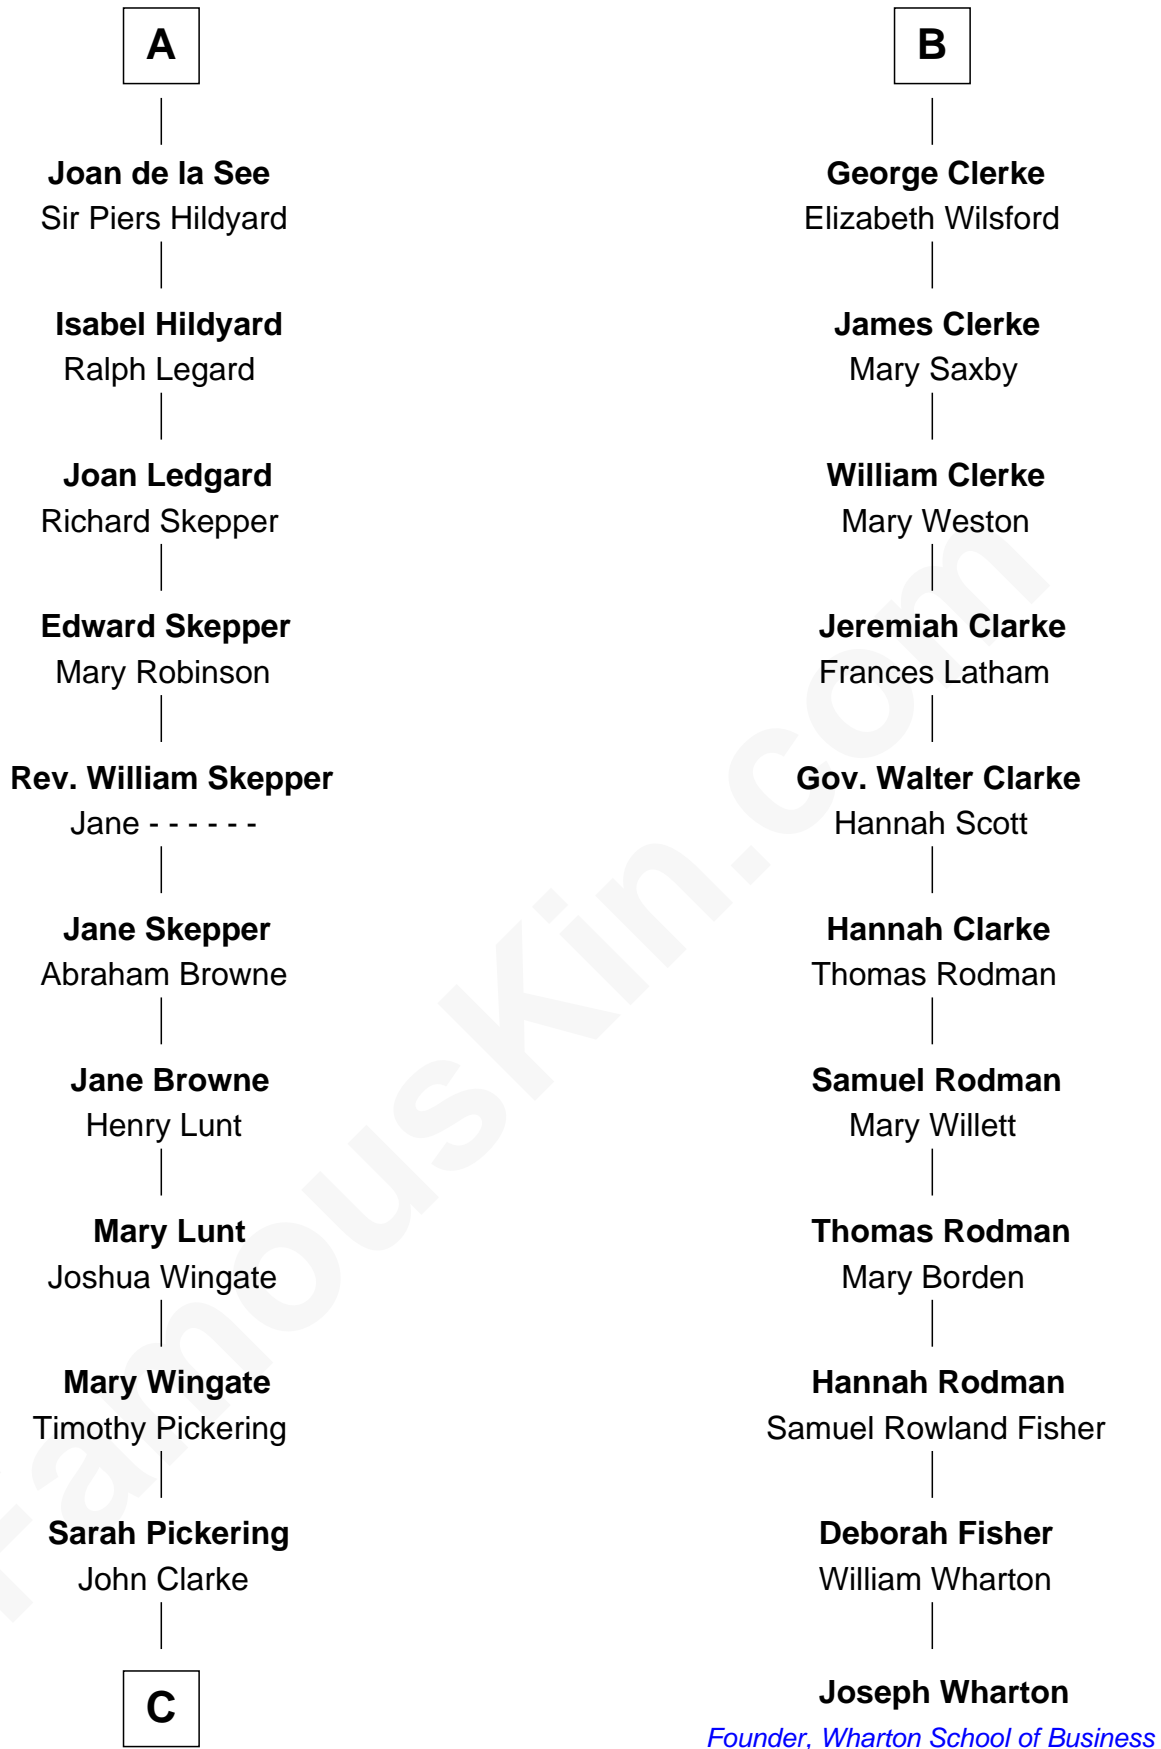 A
Joan de la See
Sir Piers Hildyard
Isabel Hildyard
Ralph Legard
Joan Ledgard
Richard Skepper
Edward Skepper
Mary Robinson
Rev. William Skepper
Jane - - - - - -
Jane Skepper
Abraham Browne
Jane Browne
Henry Lunt
Mary Lunt
Joshua Wingate
Mary Wingate
Timothy Pickering
Sarah Pickering
John Clarke
C
B
George Clerke
Elizabeth Wilsford
James Clerke
Mary Saxby
William Clerke
Mary Weston
Jeremiah Clarke
Frances Latham
Gov. Walter Clarke
Hannah Scott
Hannah Clarke
Thomas Rodman
Samuel Rodman
Mary Willett
Thomas Rodman
Mary Borden
Hannah Rodman
Samuel Rowland Fisher
Deborah Fisher
William Wharton
Joseph Wharton
Founder, Wharton School of Business
FamousKin.com